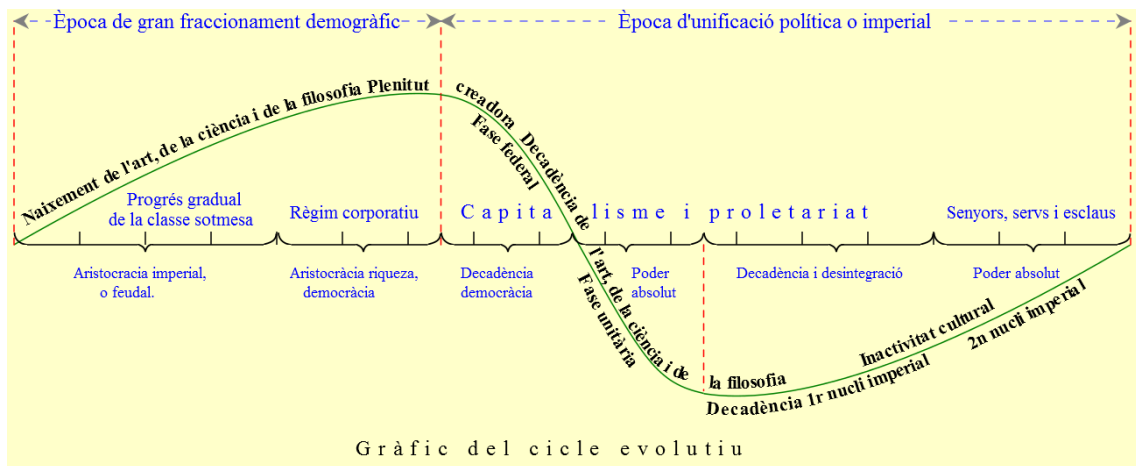 Època de gran fraccionament demogràfic
Època d'unificació política o imperial
Naixement de l'art, de la ciència i de la filosofia Plenitut creadora Decadència de l'art, de la ciència i de la filosofia
Fase federal
Progrés gradual
de la classe sotmesa
Règim corporatiu
Capitalisme i proletariat
Senyors, servs i esclaus
Aristocracia imperial,
o feudal.
Aristocràcia riqueza,
democràcia
Decadència
democràcia
Poder
absolut
Decadència i desintegració
Poder absolut
Fase unitària
Inactivitat cultural
Decadència 1r nucli imperial
2n nucli imperial
Gràfic del cicle evolutiu